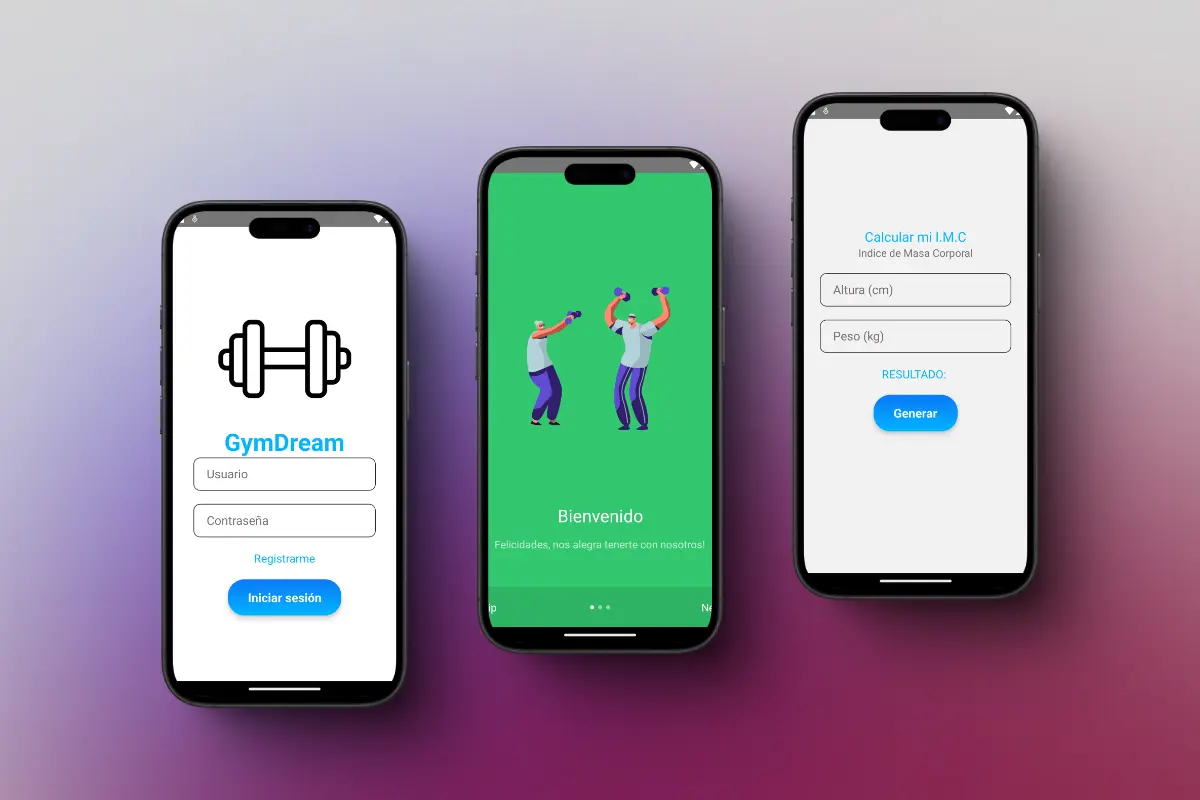 GymDream
Usuario
Contraseña
Registrarme
Iniciar sesión
Bienvenido
Felicidades, nos alegra tenerte con nosotros!
ip
Ne
Calcular mi I.M.C
Indice de Masa Corporal
Altura (cm)
Peso (kg)
RESULTADO:
Generar